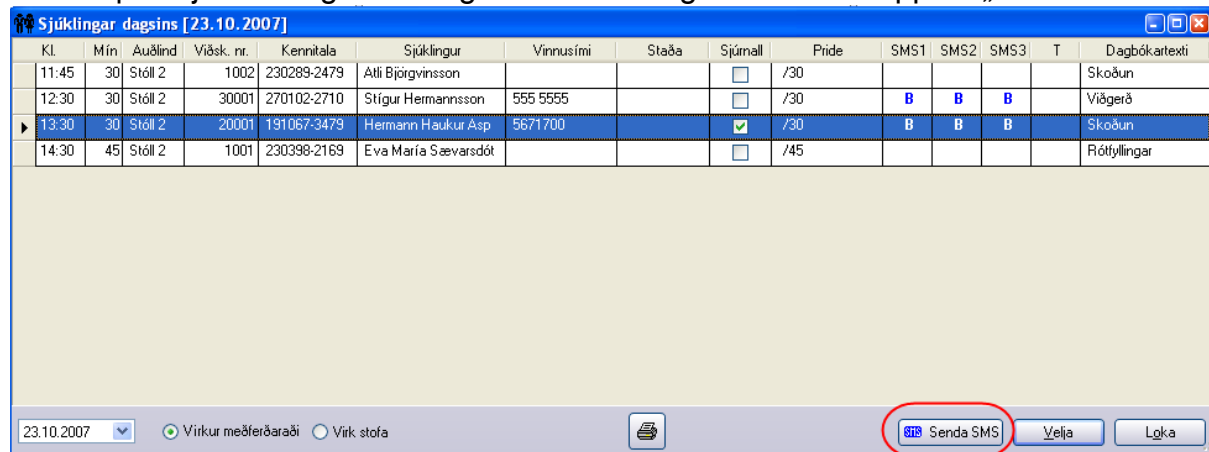 Sjúklingar dagsins [23.10.2007]
Kl. Mín Auðlind Viðsk. nr. Kennitala Sjúklingur Vinnusími Staða Sjúrnall Pride SMS1 SMS2 SMS3 T Dagbókartexti
11:45 30 Stóll 2 1002 230289-2479 Atli Björgvinsson /30 Skoðun
12:30 30 Stóll 2 30001 270102-2710 Stígur Hermannsson 555 5555 /30 B B B Viðgerð
13:30 30 Stóll 2 20001 191067-3479 Hermann Haukur Asp 5671700 /30 B B B Skoðun
14:30 45 Stóll 2 1001 230398-2169 Eva María Sævarsdót /45 Rótfyllingar
23.10.2007 Virkur meðferðaraði Virk stofa SMS Senda SMS Velja Loka